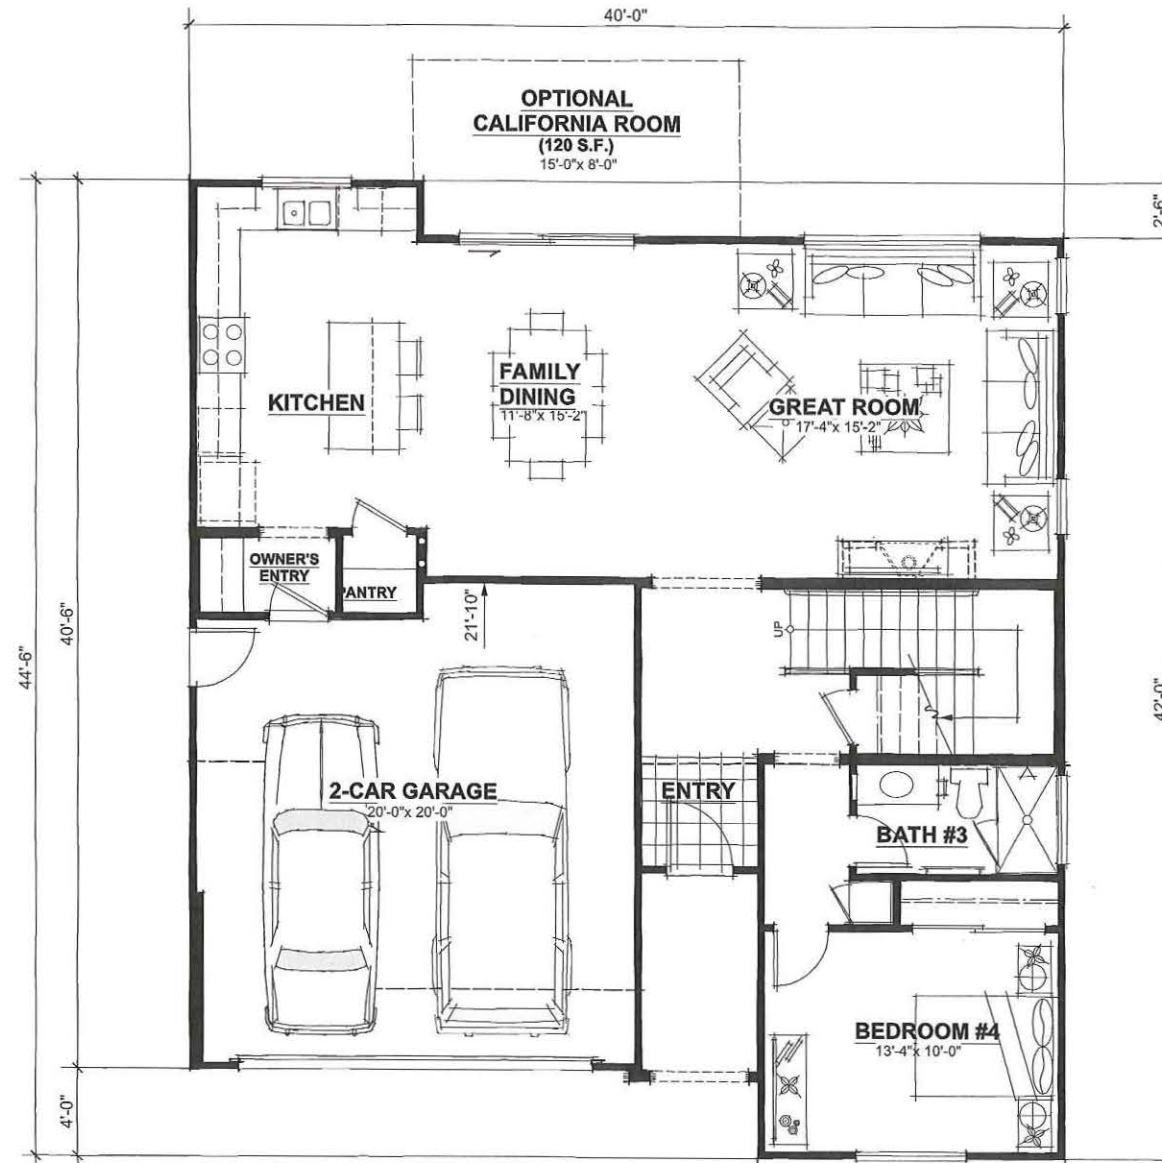 40'-0"
OPTIONAL
CALIFORNIA ROOM
(120 S.F.)
15'-0"x 8'-0"
2'-6"
KITCHEN
FAMILY
DINING
11'-8"x 15'-2"
GREAT ROOM
17'-4"x 15'-2"
OWNER'S
ENTRY
PANTRY
21'-10"
UP
44'-6"
40'-6"
42'-0"
2-CAR GARAGE
20'-0"x 20'-0"
ENTRY
BATH #3
BEDROOM #4
13'-4"x 10'-0"
4'-0"